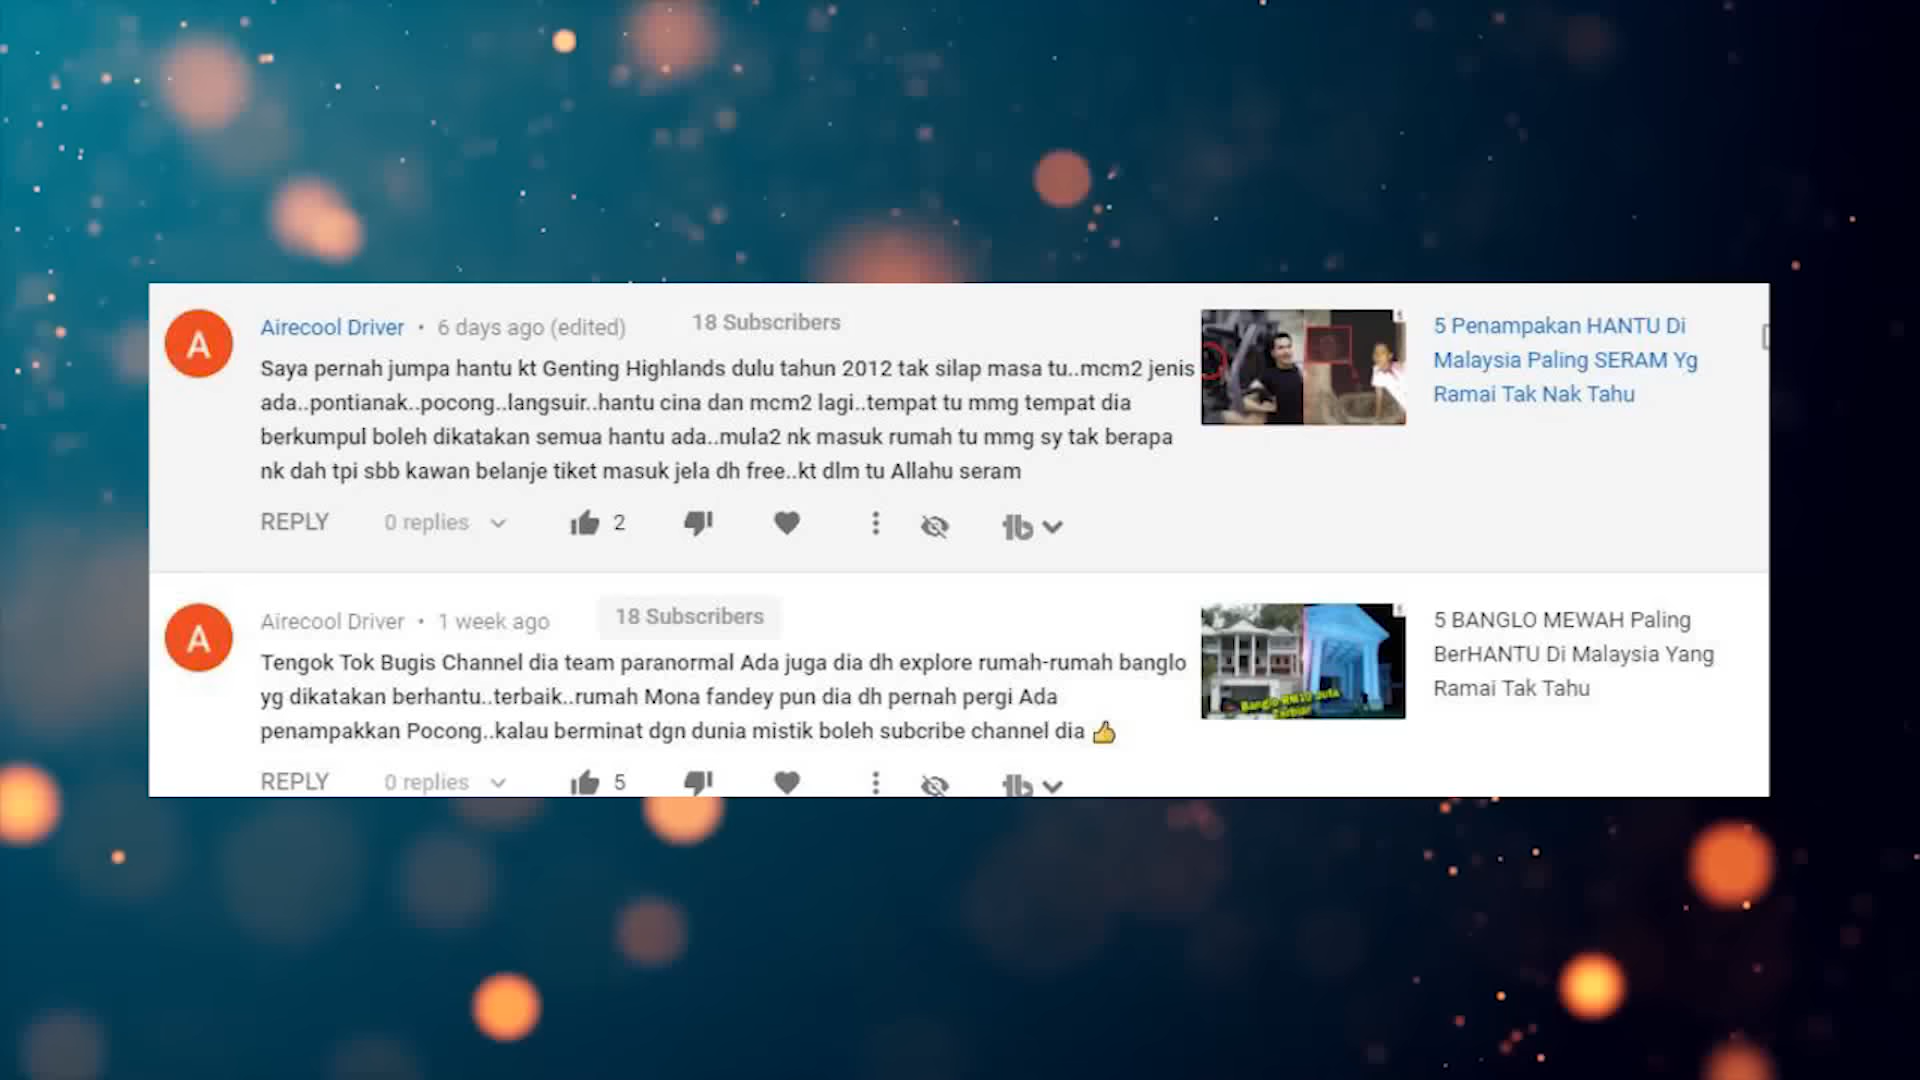 A
Airecool Driver • 6 days ago (edited) 18 Subscribers
Saya pernah jumpa hantu kt Genting Highlands dulu tahun 2012 tak silap masa tu..mcm2 jenis
ada..pontianak..pocong..langsuir..hantu cina dan mcm2 lagi..tempat tu mmg tempat dia
berkumpul boleh dikatakan semua hantu ada..mula2 nk masuk rumah tu mmg sy tak berapa
nk dah tpi sbb kawan belanje tiket masuk jela dh free..kt dlm tu Allahu seram
REPLY 0 replies 2
5 Penampakan HANTU Di
Malaysia Paling SERAM Yg
Ramai Tak Nak Tahu
A
Airecool Driver • 1 week ago 18 Subscribers
Tengok Tok Bugis Channel dia team paranormal Ada juga dia dh explore rumah-rumah banglo
yg dikatakan berhantu..terbaik..rumah Mona fandey pun dia dh pernah pergi Ada
penampakkan Pocong..kalau berminat dgn dunia mistik boleh subcribe channel dia 👍
REPLY 0 replies 5
Banglo RM10 Juta
Terbiar
5 BANGLO MEWAH Paling
BerHANTU Di Malaysia Yang
Ramai Tak Tahu